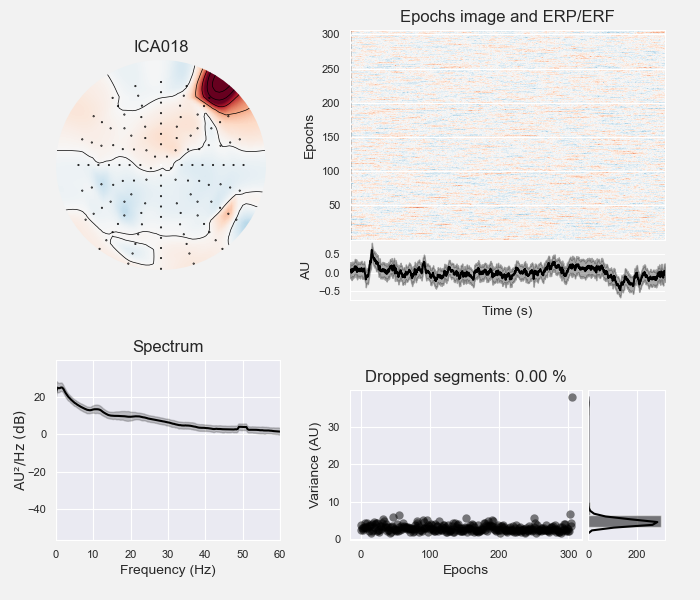 ICA018
Epochs image and ERP/ERF
Epochs
300
250
200
150
100
50
AU
0.5
0.0
−0.5
Time (s)
Spectrum
AU²/Hz (dB)
20
0
−20
−40
0 10 20 30 40 50 60
Frequency (Hz)
Dropped segments: 0.00 %
Variance (AU)
30
20
10
0
0 100 200 300
Epochs
0 200